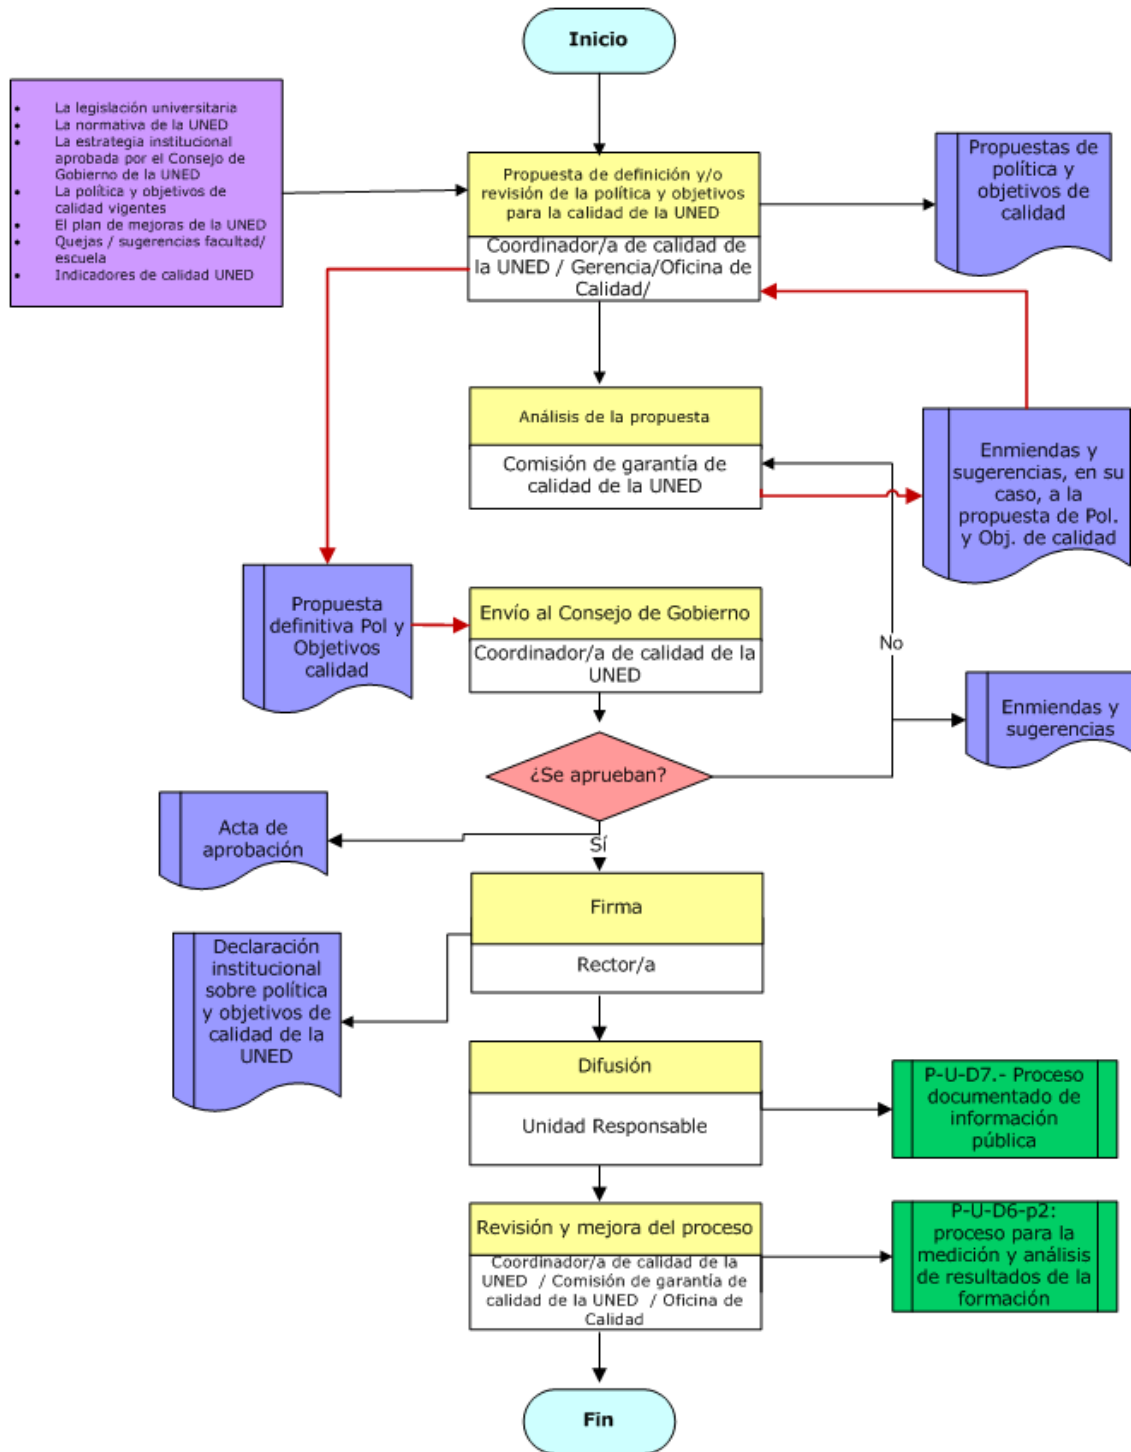 Inicio
• La legislación universitaria
• La normativa de la UNED
• La estrategia institucional
aprobada por el Consejo de
Gobierno de la UNED
• La política y objetivos de
calidad vigentes
• El plan de mejoras de la UNED
• Quejas / sugerencias facultad/
escuela
• Indicadores de calidad UNED
Propuesta de definición y/o
revisión de la política y objetivos
para la calidad de la UNED
Coordinador/a de calidad de
la UNED / Gerencia/Oficina de
Calidad/
Propuestas de
política y
objetivos de
calidad
Análisis de la propuesta
Comisión de garantía de
calidad de la UNED
Enmiendas y
sugerencias, en su
caso, a la
propuesta de Pol.
y Obj. de calidad
Propuesta
definitiva Pol y
Objetivos
calidad
Envío al Consejo de Gobierno
Coordinador/a de calidad de la
UNED
No
Enmiendas y
sugerencias
¿Se aprueban?
Acta de
aprobación
Sí
Firma
Rector/a
Declaración
institucional
sobre política
y objetivos de
calidad de la
UNED
Difusión
Unidad Responsable
P-U-D7.- Proceso
documentado de
información
pública
Revisión y mejora del proceso
Coordinador/a de calidad de la
UNED / Comisión de garantía de
calidad de la UNED / Oficina de
Calidad
P-U-D6-p2:
proceso para la
medición y análisis
de resultados de la
formación
Fin